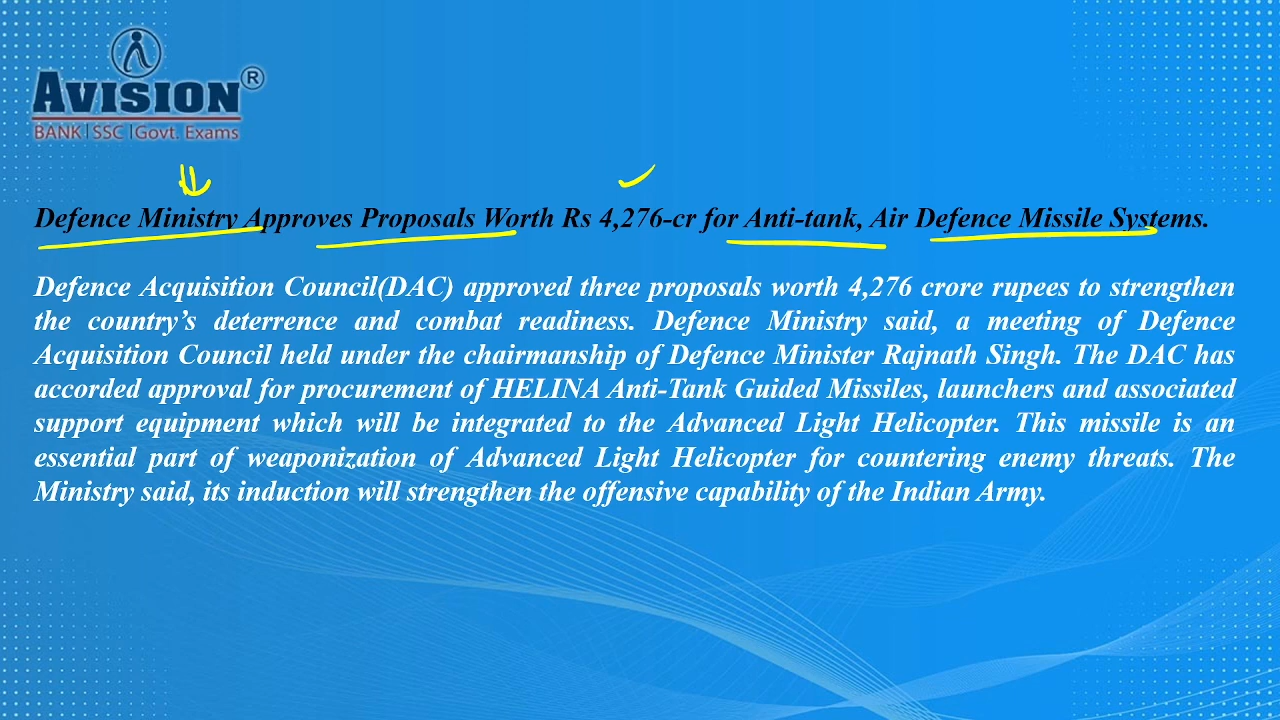 AVISION®
BANK|SSC|Govt. Exams
Defence Ministry Approves Proposals Worth Rs 4,276-cr for Anti-tank, Air Defence Missile Systems.
Defence Acquisition Council(DAC) approved three proposals worth 4,276 crore rupees to strengthen
the country’s deterrence and combat readiness. Defence Ministry said, a meeting of Defence
Acquisition Council held under the chairmanship of Defence Minister Rajnath Singh. The DAC has
accorded approval for procurement of HELINA Anti-Tank Guided Missiles, launchers and associated
support equipment which will be integrated to the Advanced Light Helicopter. This missile is an
essential part of weaponization of Advanced Light Helicopter for countering enemy threats. The
Ministry said, its induction will strengthen the offensive capability of the Indian Army.